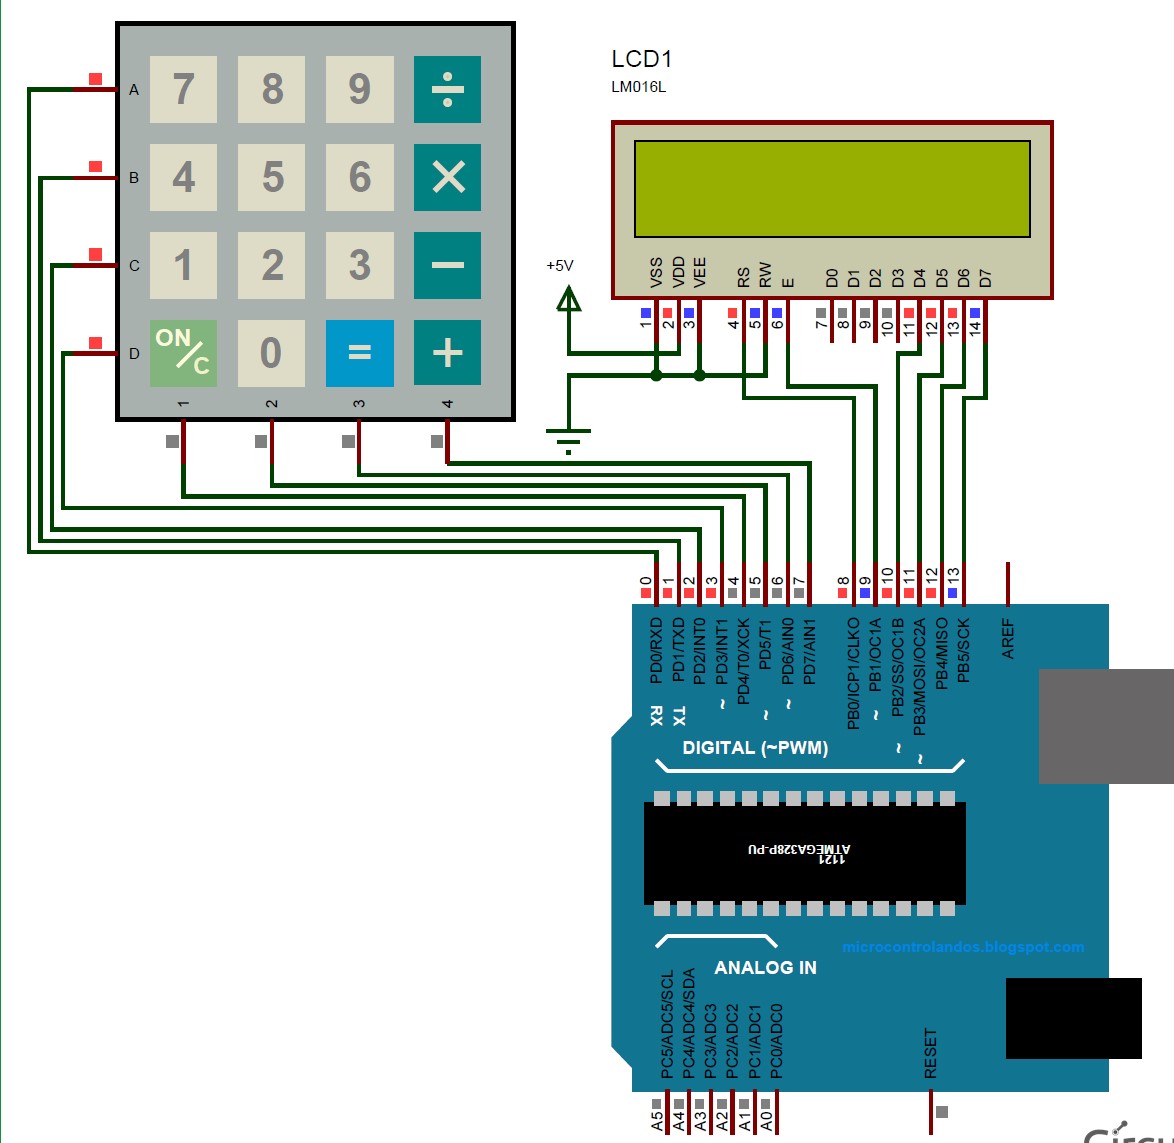 LCD1
LM016L
A
7 8 9 ÷
B
4 5 6 ×
C
1 2 3 −
D
ON/C 0 = +
1 2 3 4
+5V
VSS VDD VEE RS RW E D0 D1 D2 D3 D4 D5 D6 D7
1 2 3 4 5 6 7 8 9 10 11 12 13 14
0 1 2 3 4 5 6 7 8 9 10 11 12 13
PD0/RXD
PD1/TXD
PD2/INT0
PD3/INT1
PD4/T0/XCK
PD5/T1
PD6/AIN0
PD7/AIN1
PB0/ICP1/CLKO
PB1/OC1A
PB2/SS/OC1B
PB3/MOSI/OC2A
PB4/MISO
PB5/SCK
AREF
RX TX
~ ~ ~ ~ ~ ~
DIGITAL (~PWM)
ATMEGA328P-PU
1121
microcontrolandos.blogspot.com
ANALOG IN
PC5/ADC5/SCL
PC4/ADC4/SDA
PC3/ADC3
PC2/ADC2
PC1/ADC1
PC0/ADC0
RESET
A5 A4 A3 A2 A1 A0